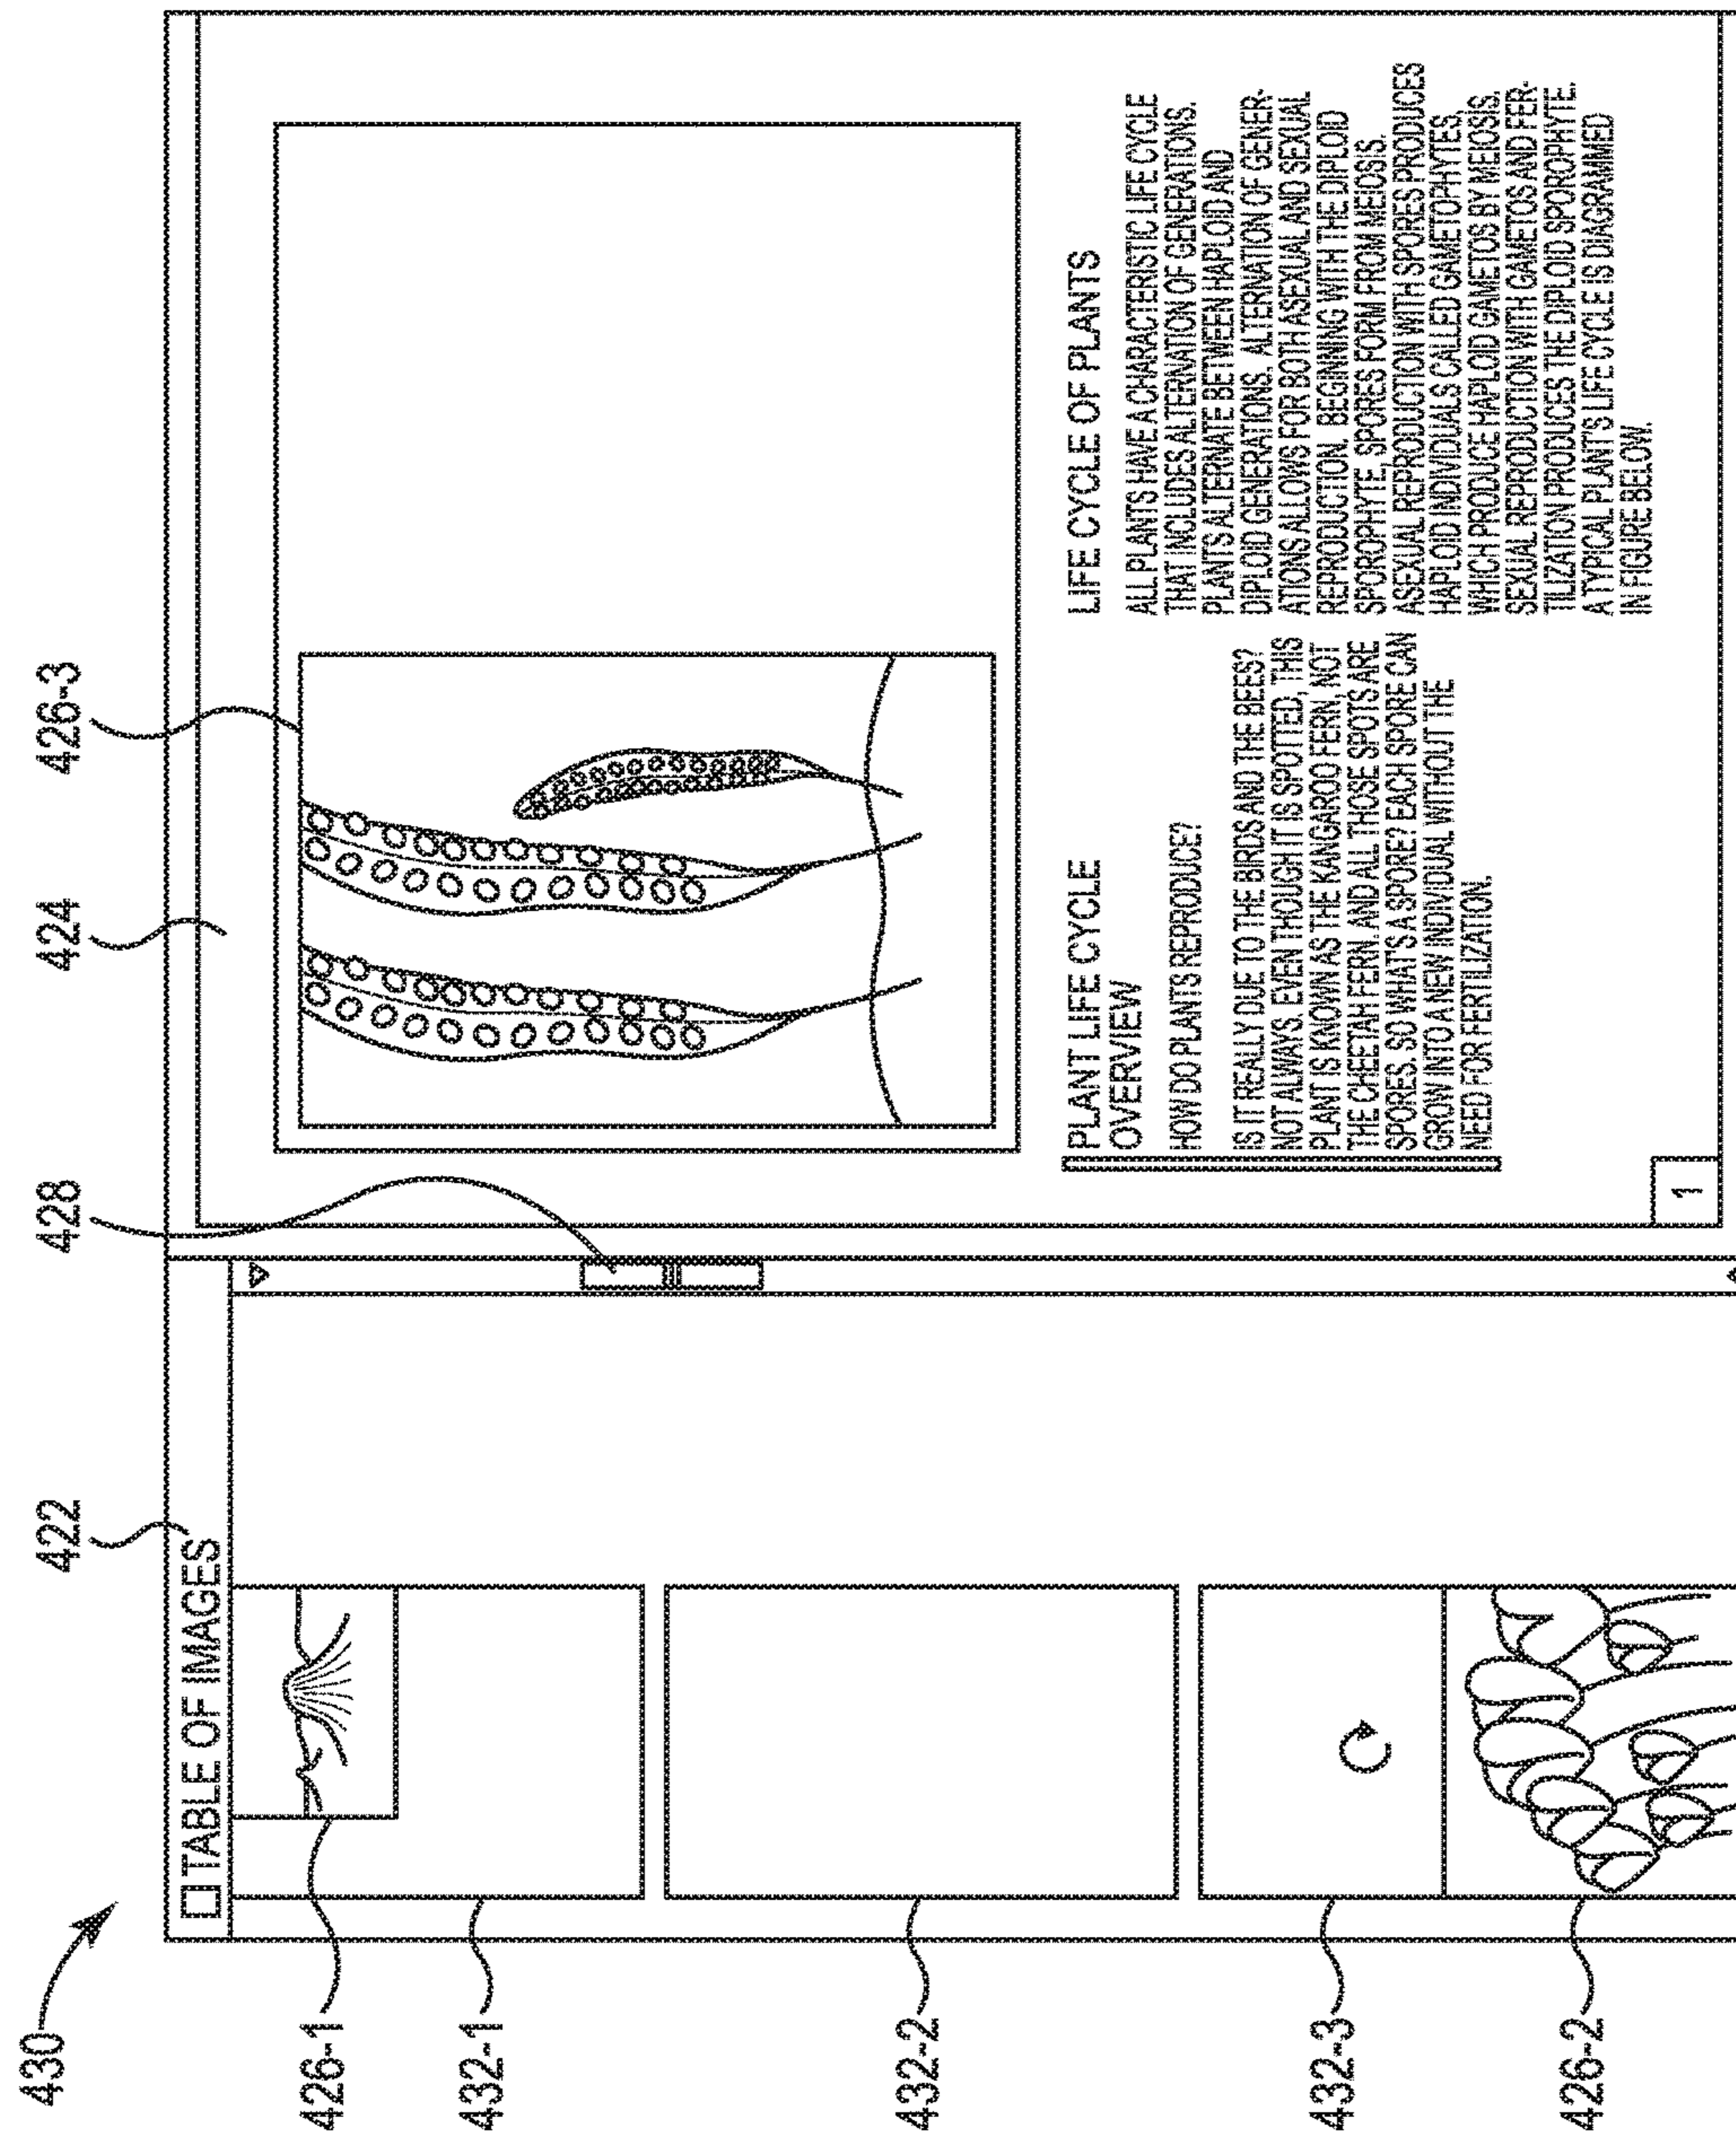 430
422
428
424
426-3
426-1
432-1
432-2
432-3
426-2
TABLE OF IMAGES
PLANT LIFE CYCLE
OVERVIEW
HOW DO PLANTS REPRODUCE?
IS IT REALLY DUE TO THE BIRDS AND THE BEES?
NOT ALWAYS. EVEN THOUGH IT IS SPOTTED, THIS
PLANT IS KNOWN AS THE KANGAROO FERN, NOT
THE CHEETAH FERN. AND ALL THOSE SPOTS ARE
SPORES. SO WHAT'S A SPORE? EACH SPORE CAN
GROW INTO A NEW INDIVIDUAL WITHOUT THE
NEED FOR FERTILIZATION.
LIFE CYCLE OF PLANTS
ALL PLANTS HAVE A CHARACTERISTIC LIFE CYCLE
THAT INCLUDES ALTERNATION OF GENERATIONS.
PLANTS ALTERNATE BETWEEN HAPLOID AND
DIPLOID GENERATIONS. ALTERNATION OF GENER-
ATIONS ALLOWS FOR BOTH ASEXUAL AND SEXUAL
REPRODUCTION. BEGINING WITH THE DIPLOID
SPOROPHYTE, SPORES FORM FROM MEIOSIS.
ASEXUAL REPRODUCTION WITH SPORES PRODUCES
HAPLOID INDIVIDUALS CALLED GAMETOPHYTES,
WHICH PRODUCE HAPLOID GAMETOS BY MEIOSIS.
SEXUAL REPRODUCTION WITH GAMETOS AND FER-
TILIZATION PRODUCES THE DIPLOID SPOROPHYTE.
A TYPICAL PLANT'S LIFE CYCLE IS DIAGRAMMED
IN FIGURE BELOW.
1